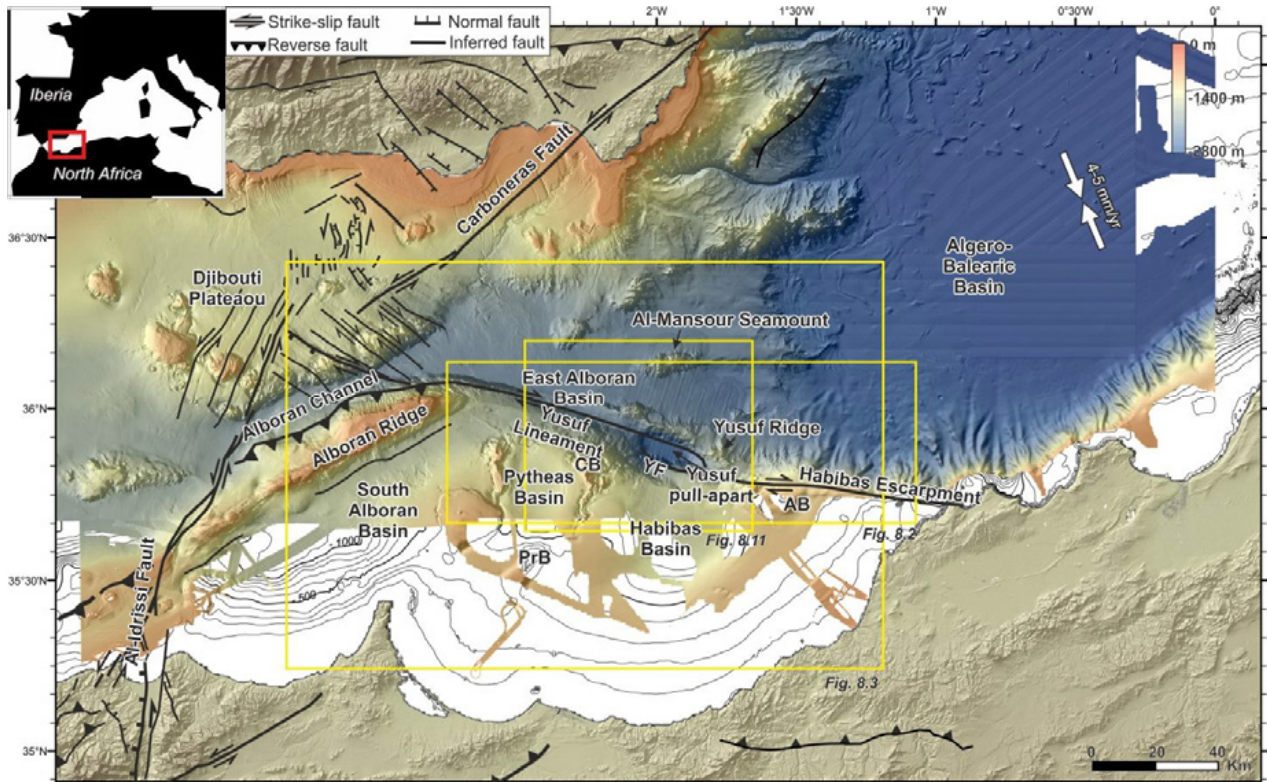 Strike-slip fault
Normal fault
Reverse fault
Inferred fault
2°W
1°30'W
1°W
0°30'W
0°
Iberia
North Africa
0 m
-1400 m
-2800 m
4-5 mm/yr
Carboneras Fault
36°30'N
Djibouti
Plateaou
Algero-
Balearic
Basin
Al-Mansour Seamount
Alboran Channel
36°N
East Alboran
Basin
Alboran Ridge
Yusuf
Lineament
Yusuf Ridge
CB
YF
Pytheas
Basin
Yusuf
pull-apart
Habibas Escarpment
AB
South
Alboran
Basin
Habibas
Basin
Fig. 8.11
Fig. 8.2
1000
500
PrB
35°30'N
Al-Idrissi Fault
Fig. 8.3
35°N
0 20 40
Km